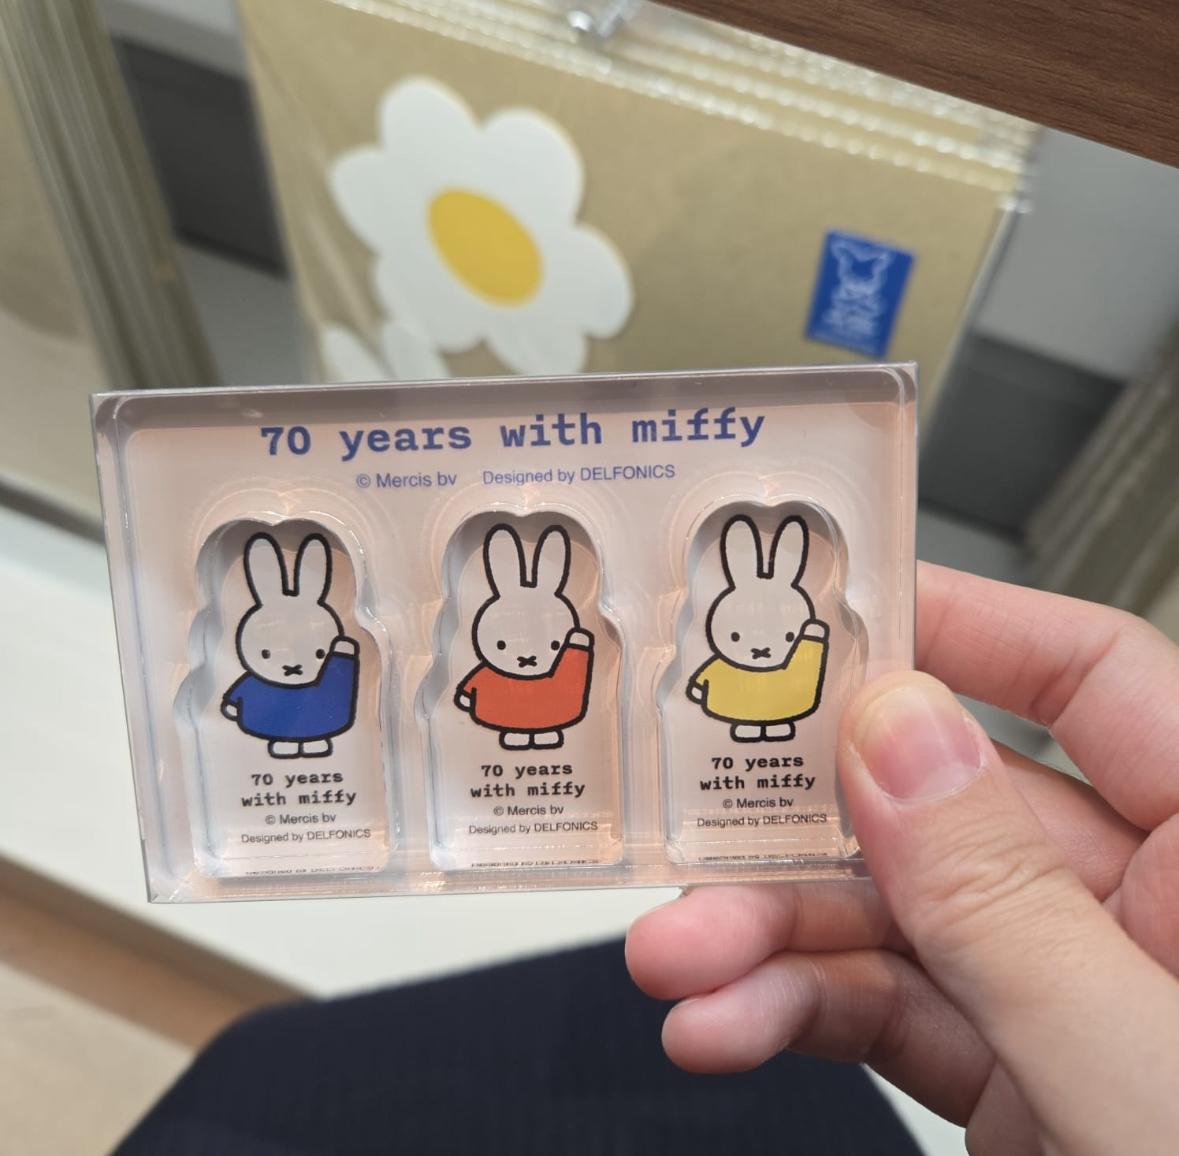 70 years with miffy
© Mercis bv Designed by DELFONICS
70 years
with miffy
© Mercis bv
Designed by DELFONICS
70 years
with miffy
© Mercis bv
Designed by DELFONICS
70 years
with miffy
© Mercis bv
Designed by DELFONICS